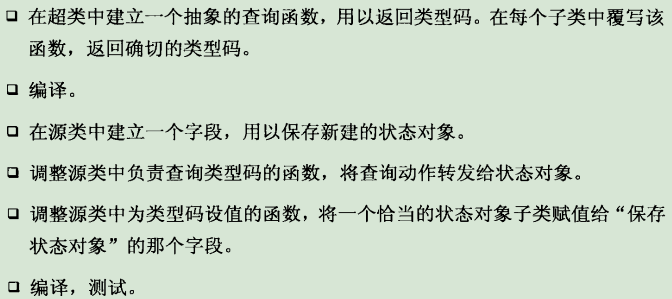 ❑ 在超类中建立一个抽象的查询函数，用以返回类型码。在每个子类中覆写该
函数，返回确切的类型码。
❑ 编译。
❑ 在源类中建立一个字段，用以保存新建的状态对象。
❑ 调整源类中负责查询类型码的函数，将查询动作转发给状态对象。
❑ 调整源类中为类型码设值的函数，将一个恰当的状态对象子类赋值给“保存
状态对象”的那个字段。
❑ 编译，测试。